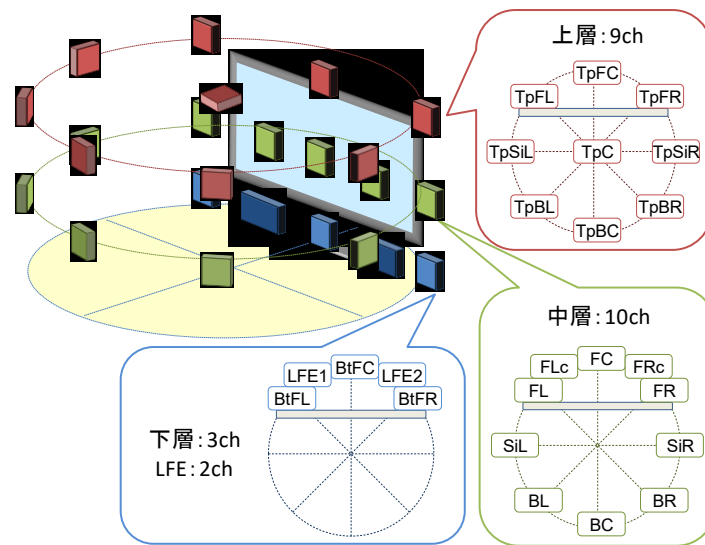 上層：9ch
TpFC
TpFL
TpFR
TpSiL
TpC
TpSiR
TpBL
TpBR
TpBC
中層：10ch
FC
FLc
FRc
FL
FR
SiL
SiR
BL
BR
BC
下層：3ch
LFE：2ch
BtFC
LFE1
LFE2
BtFL
BtFR